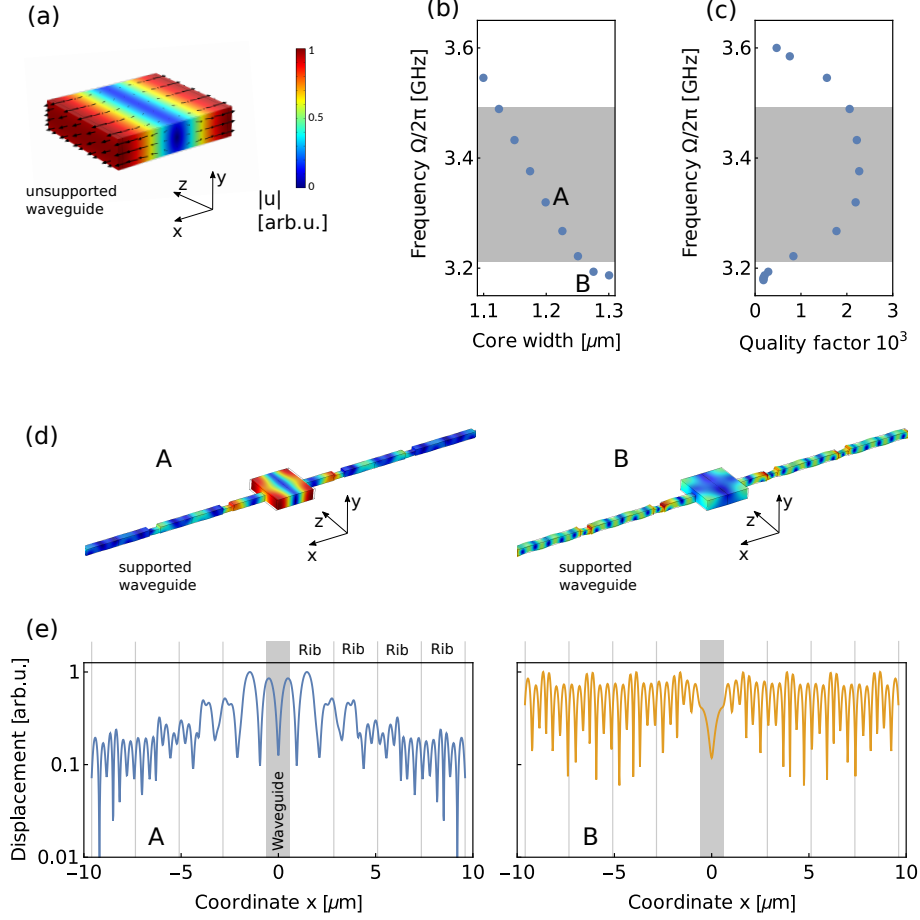 (a)
1
0.5
0
|u|
[arb.u.]
unsupported
waveguide
y
z
x
(b)
Frequency Ω/2π [GHz]
3.6
3.4
3.2
A
B
1.1
1.2
1.3
Core width [μm]
(c)
Frequency Ω/2π [GHz]
3.6
3.4
3.2
0
1
2
3
Quality factor 10³
(d)
A
y
z
x
supported
waveguide
B
y
z
x
supported
waveguide
(e)
Rib
Rib
Rib
Rib
Displacement [arb.u.]
1
0.1
0.01
Waveguide
A
−10
−5
0
5
10
Coordinate x [μm]
B
−10
−5
0
5
10
Coordinate x [μm]